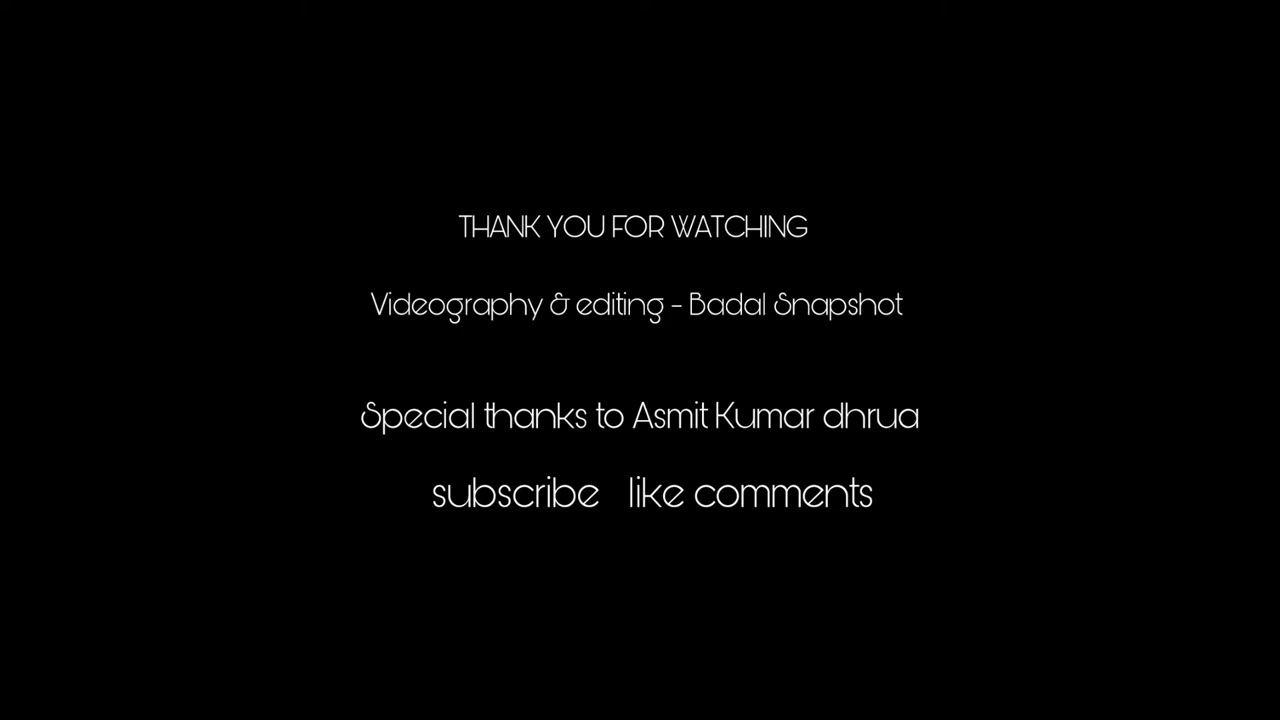 THANK YOU FOR WATCHING
Videography & editing - Badal Snapshot
Special thanks to Asmit Kumar dhrua
subscribe like comments